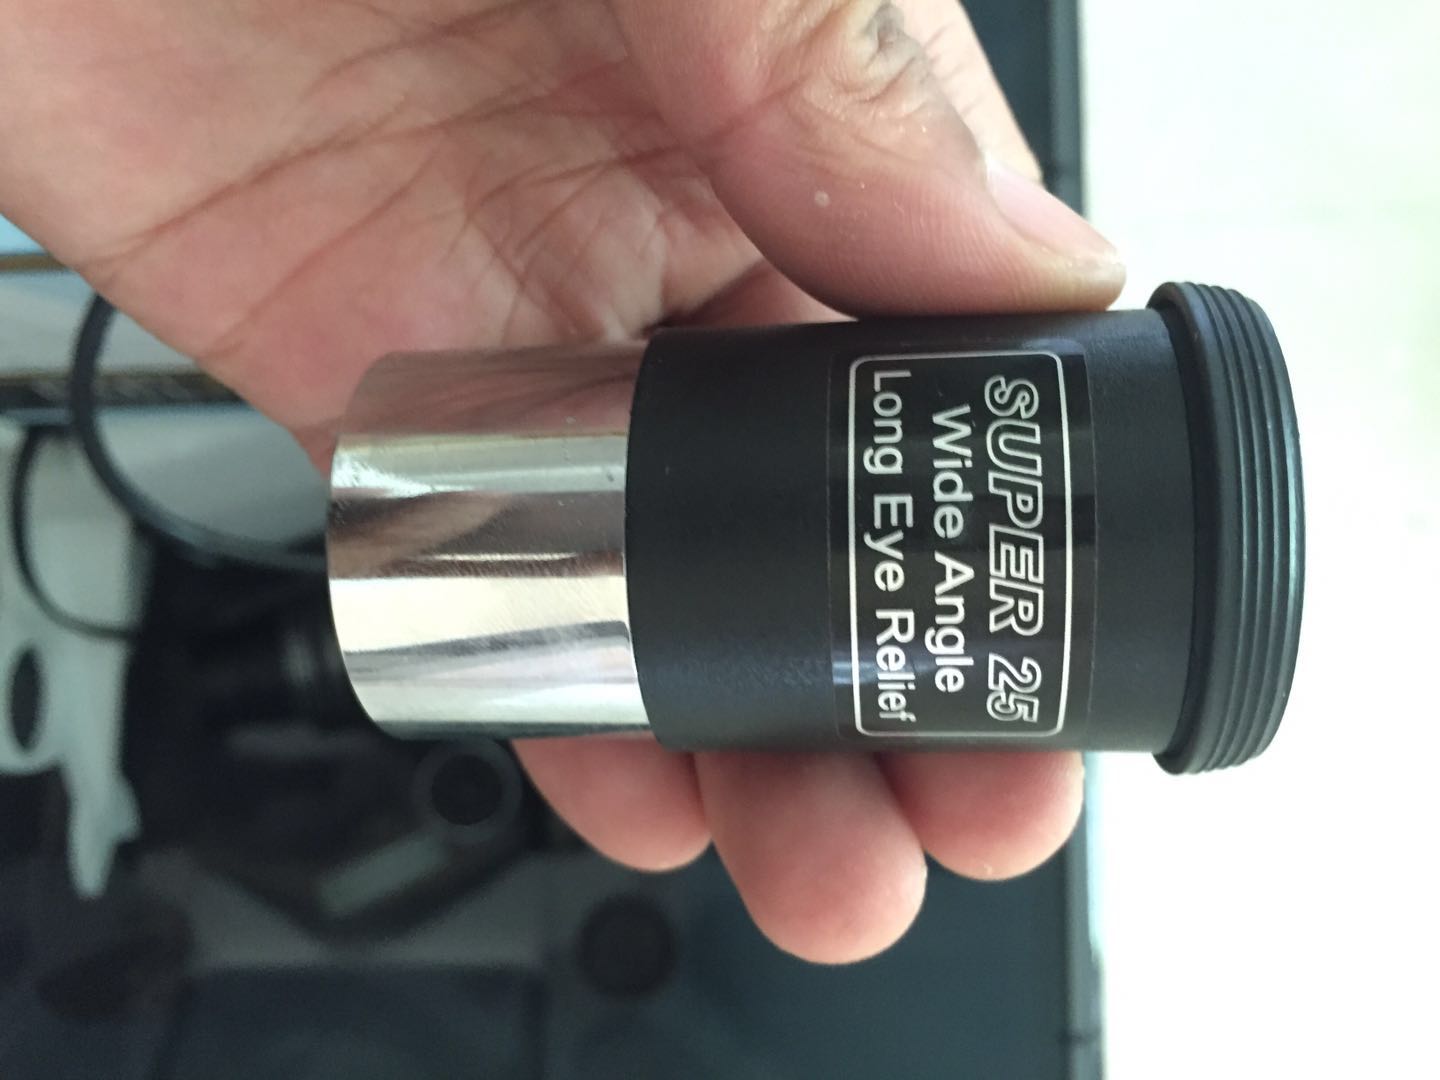 SUPER 25
Wide Angle
Long Eye Relief